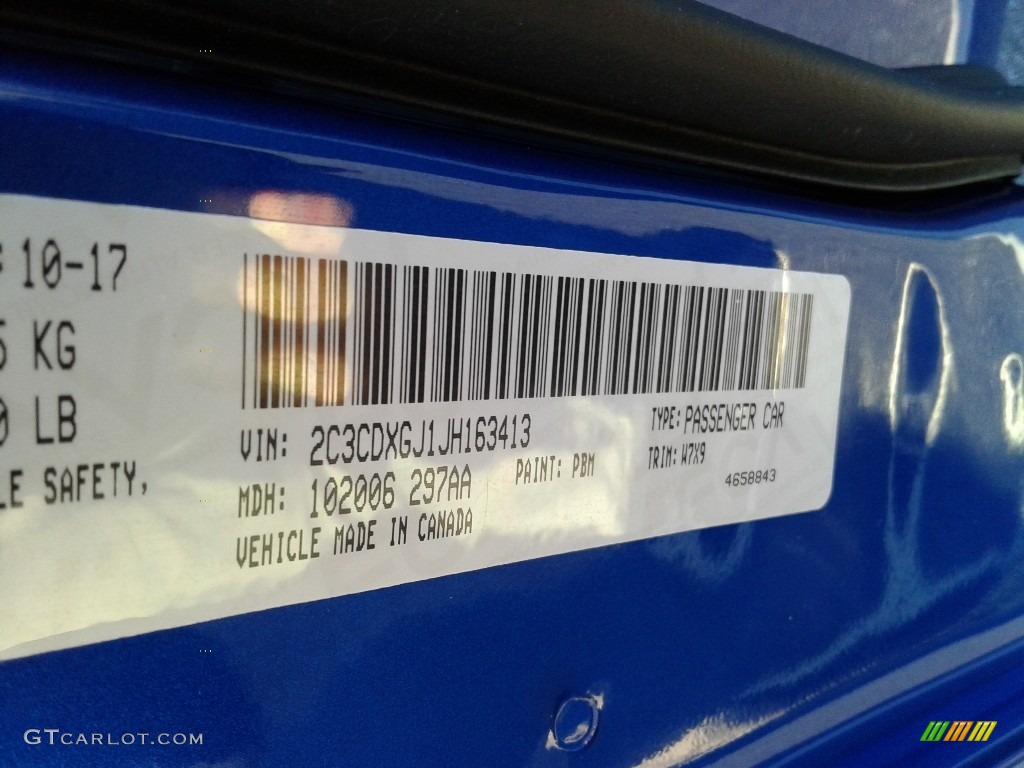 10-17
KG
LB
SAFETY,
VIN: 2C3CDXGJ1JH163413
TYPE: PASSENGER CAR
MDH: 102006 297AA
PAINT: PBM
TRIM: W7X9
VEHICLE MADE IN CANADA
4658843
GTCARLOT.COM